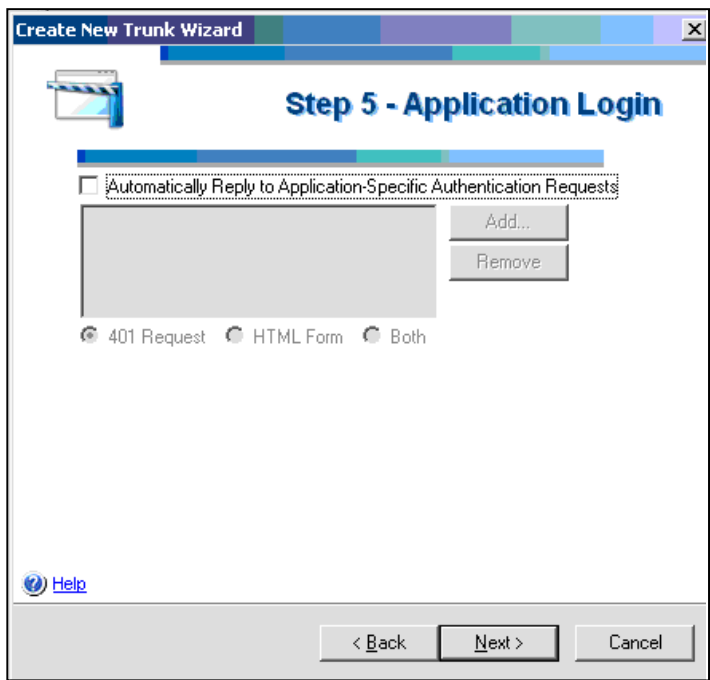 Create New Trunk Wizard
Step 5 - Application Login
Automatically Reply to Application-Specific Authentication Requests
Add...
Remove
401 Request HTML Form Both
Help
< Back Next > Cancel